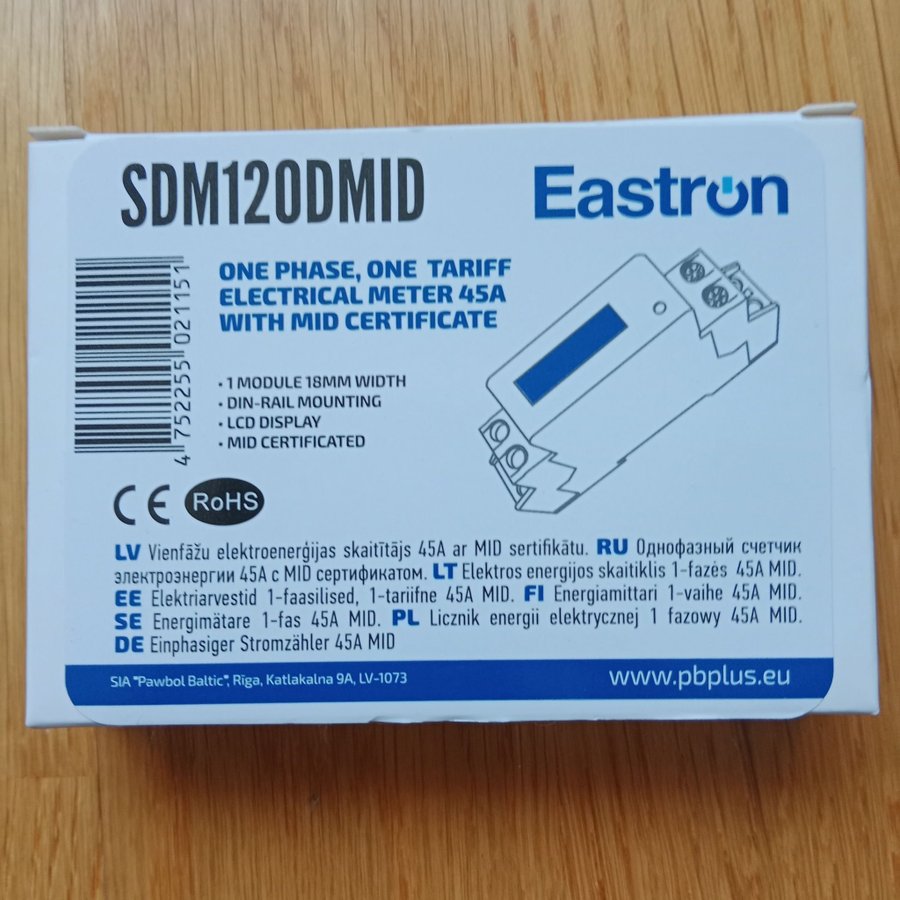 SDM120DMID
Eastron
ONE PHASE, ONE TARIFF
ELECTRICAL METER 45A
WITH MID CERTIFICATE
4 752255 021151
• 1 MODULE 18MM WIDTH
• DIN-RAIL MOUNTING
• LCD DISPLAY
• MID CERTIFICATED
CE RoHS
LV Vienfāžu elektroenerģijas skaitītājs 45A ar MID sertifikātu. RU Однофазный счетчик
электроэнергии 45A с MID сертификатом. LT Elektros energijos skaitiklis 1-fazės 45A MID.
EE Elektriarvestid 1-faasilised, 1-tariifne 45A MID. FI Energiamittari 1-vaihe 45A MID.
SE Energimätare 1-fas 45A MID. PL Licznik energii elektrycznej 1 fazowy 45A MID.
DE Einphasiger Stromzähler 45A MID
SIA "Pawbol Baltic", Rīga, Katlakalna 9A, LV-1073
www.pbplus.eu